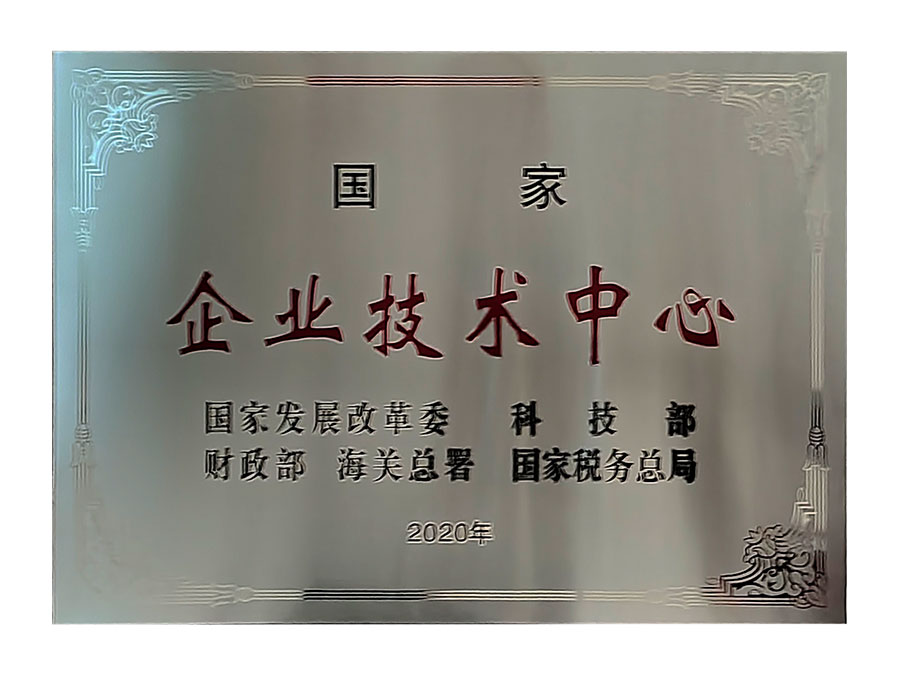 国家
企业技术中心
国家发展改革委 科技部
财政部 海关总署 国家税务总局
2020年